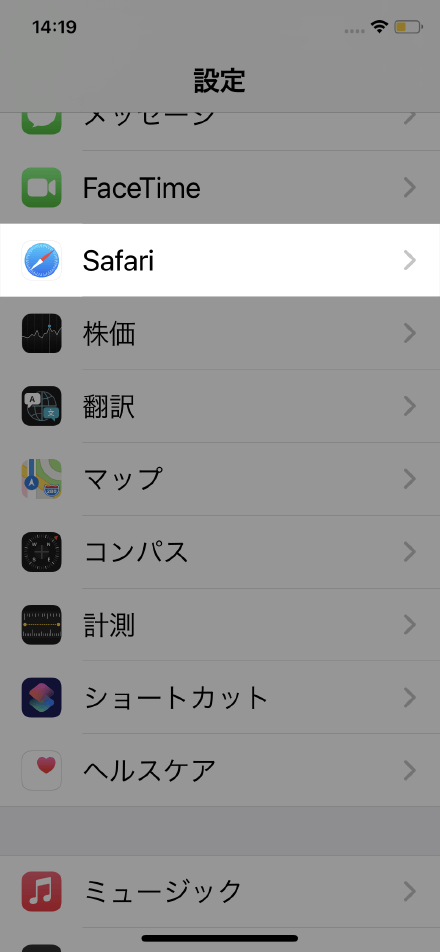 14:19
設定
メッセージ
FaceTime
Safari
株価
翻訳
マップ
コンパス
計測
ショートカット
ヘルスケア
ミュージック